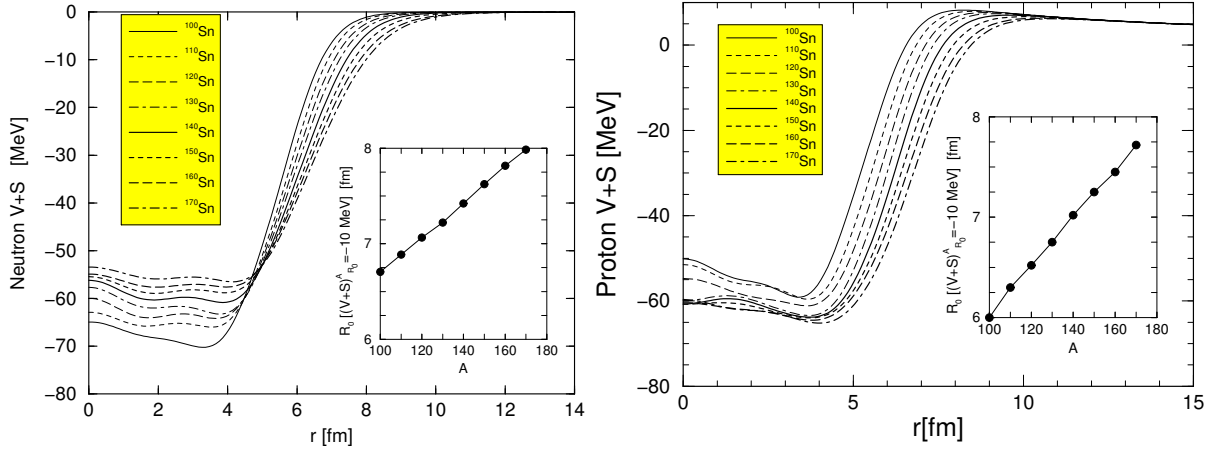 Neutron V+S [MeV]
0
−10
−20
−30
−40
−50
−60
−70
−80
¹⁰⁰Sn
¹¹⁰Sn
¹²⁰Sn
¹³⁰Sn
¹⁴⁰Sn
¹⁵⁰Sn
¹⁶⁰Sn
¹⁷⁰Sn
R₀ [(V+S)ᴬ_R₀=−10 MeV] [fm]
8
7
6
100 120 140 160 180
A
0 2 4 6 8 10 12 14
r [fm]
Proton V+S [MeV]
0
−20
−40
−60
−80
¹⁰⁰Sn
¹¹⁰Sn
¹²⁰Sn
¹³⁰Sn
¹⁴⁰Sn
¹⁵⁰Sn
¹⁶⁰Sn
¹⁷⁰Sn
R₀ [(V+S)ᴬ_R₀=−10 MeV] [fm]
8
7
6
100 120 140 160 180
A
0 5 10 15
r[fm]